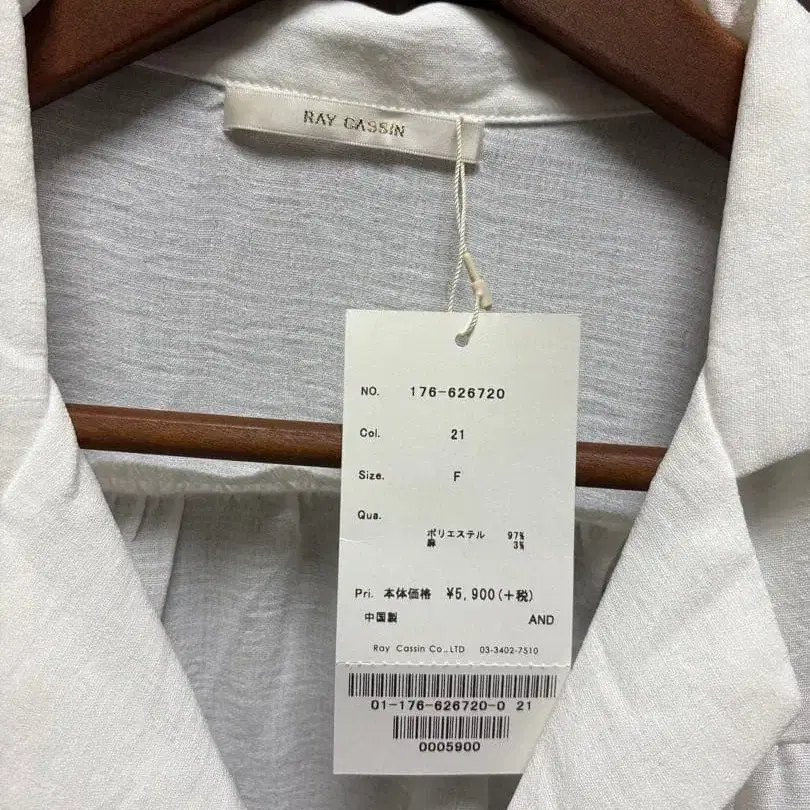 RAY CASSIN
NO. 176-626720
Col. 21
Size. F
Qua.
ポリエステル 97%
麻 3%
Pri. 本体価格 ¥5,900(+税)
中国製 AND
Ray Cassin Co.,LTD 03-3402-7510
01-176-626720-0 21
0005900